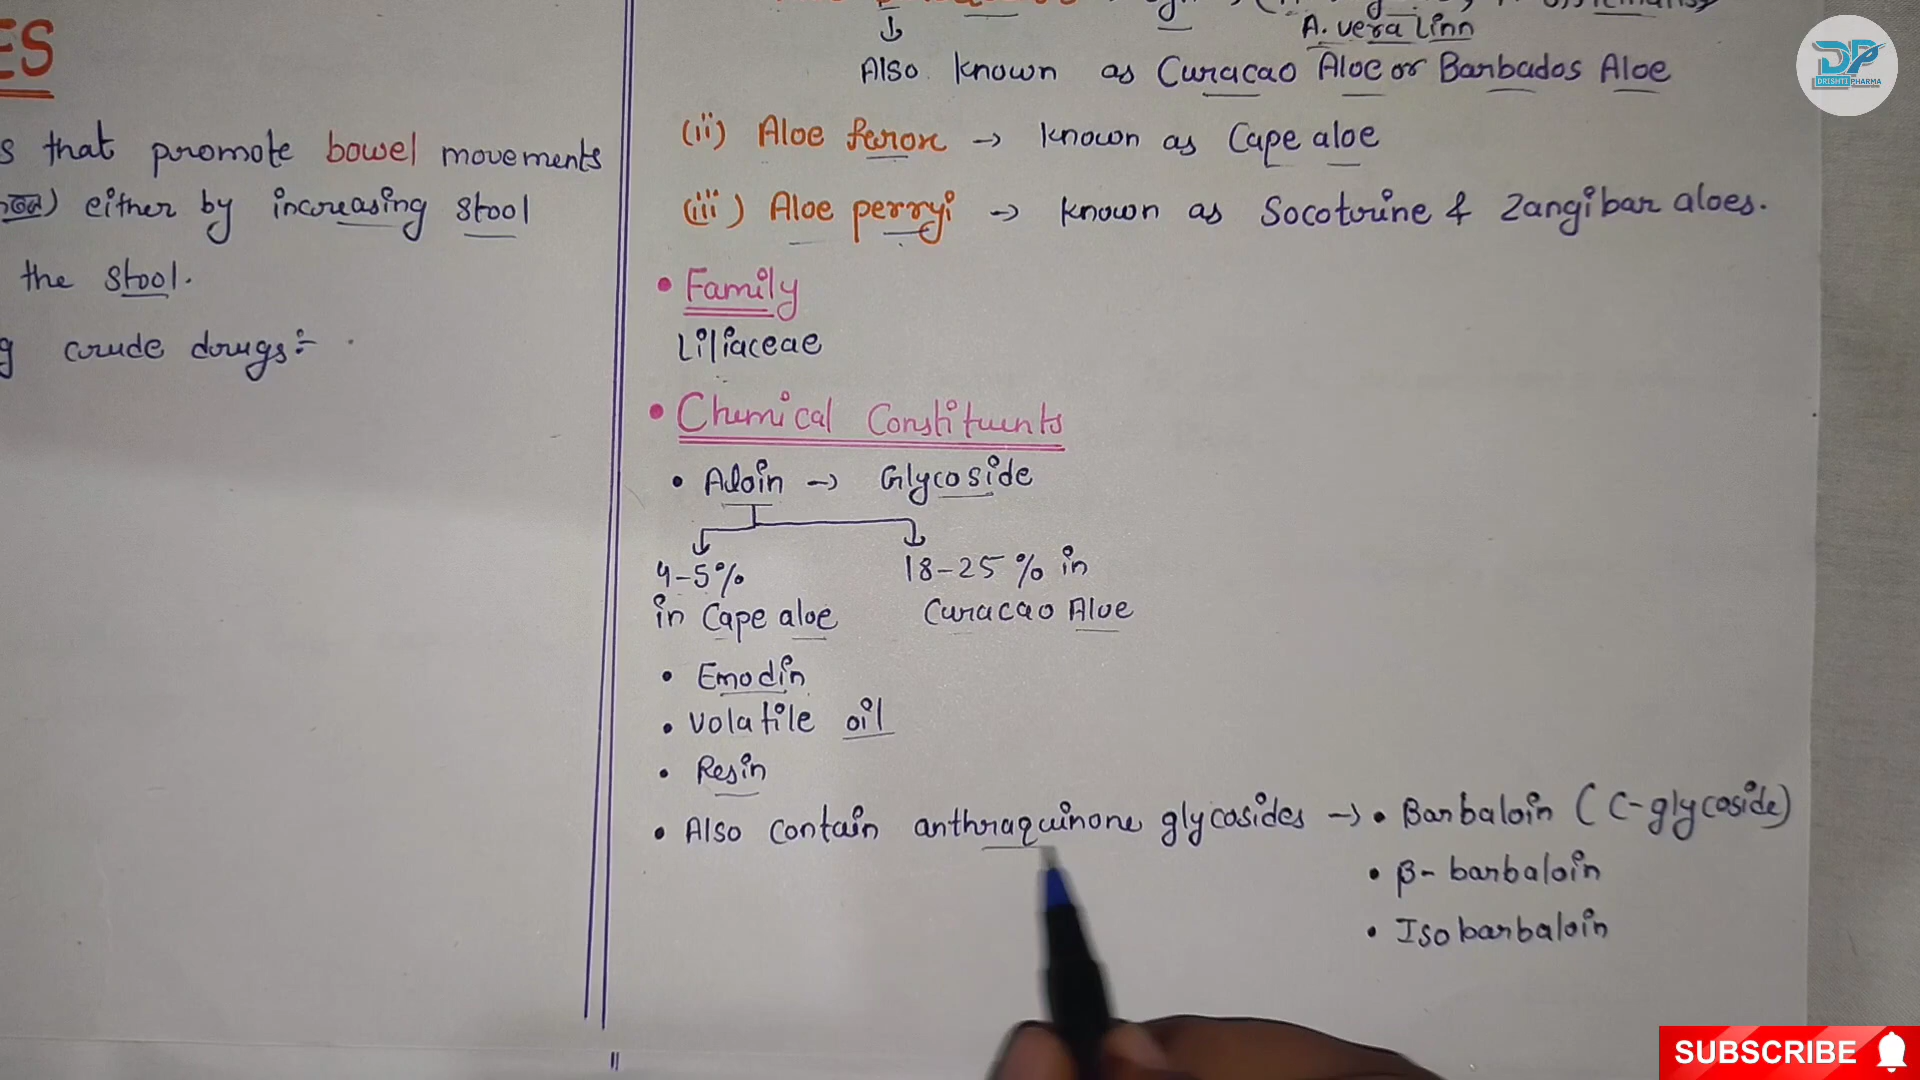 ES
s that promote bowel movements
either by increasing stool
the stool.
g crude drugs:-
A. vera linn
Also known as Curacao Aloe or Barbados Aloe
(ii) Aloe ferox → known as Cape aloe
(iii) Aloe perryi → known as Socotrine & Zangibar aloes.
• Family
Liliaceae
• Chemical Constituents
• Aloin → Glycoside
4-5% 18-25% in
in Cape aloe Curacao Aloe
• Emodin
• Volatile oil
• Resin
• Also contain anthraquinone glycosides → • Barbaloin (C-glycoside)
• β-barbaloin
• Isobarbaloin
DP
DRISHTI PHARMA
SUBSCRIBE